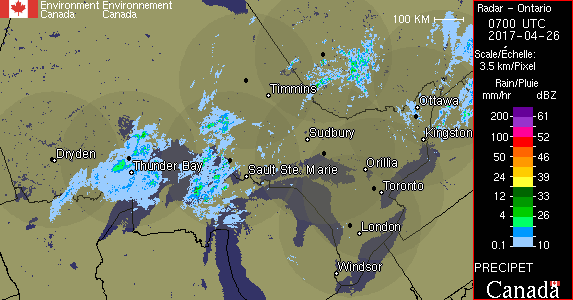 Environment Environnement
Canada Canada
100 KM
Timmins
Ottawa
Sudbury
Kingston
Dryden
Thunder Bay
Sault Ste. Marie
Orillia
Toronto
London
Windsor
Radar - Ontario
0700 UTC
2017-04-26
Scale/Échelle:
3.5 km/Pixel
Rain/Pluie
mm/hr dBZ
200 61
100 52
50 46
24 39
12 33
4 26
0.1 10
PRECIPET
Canada